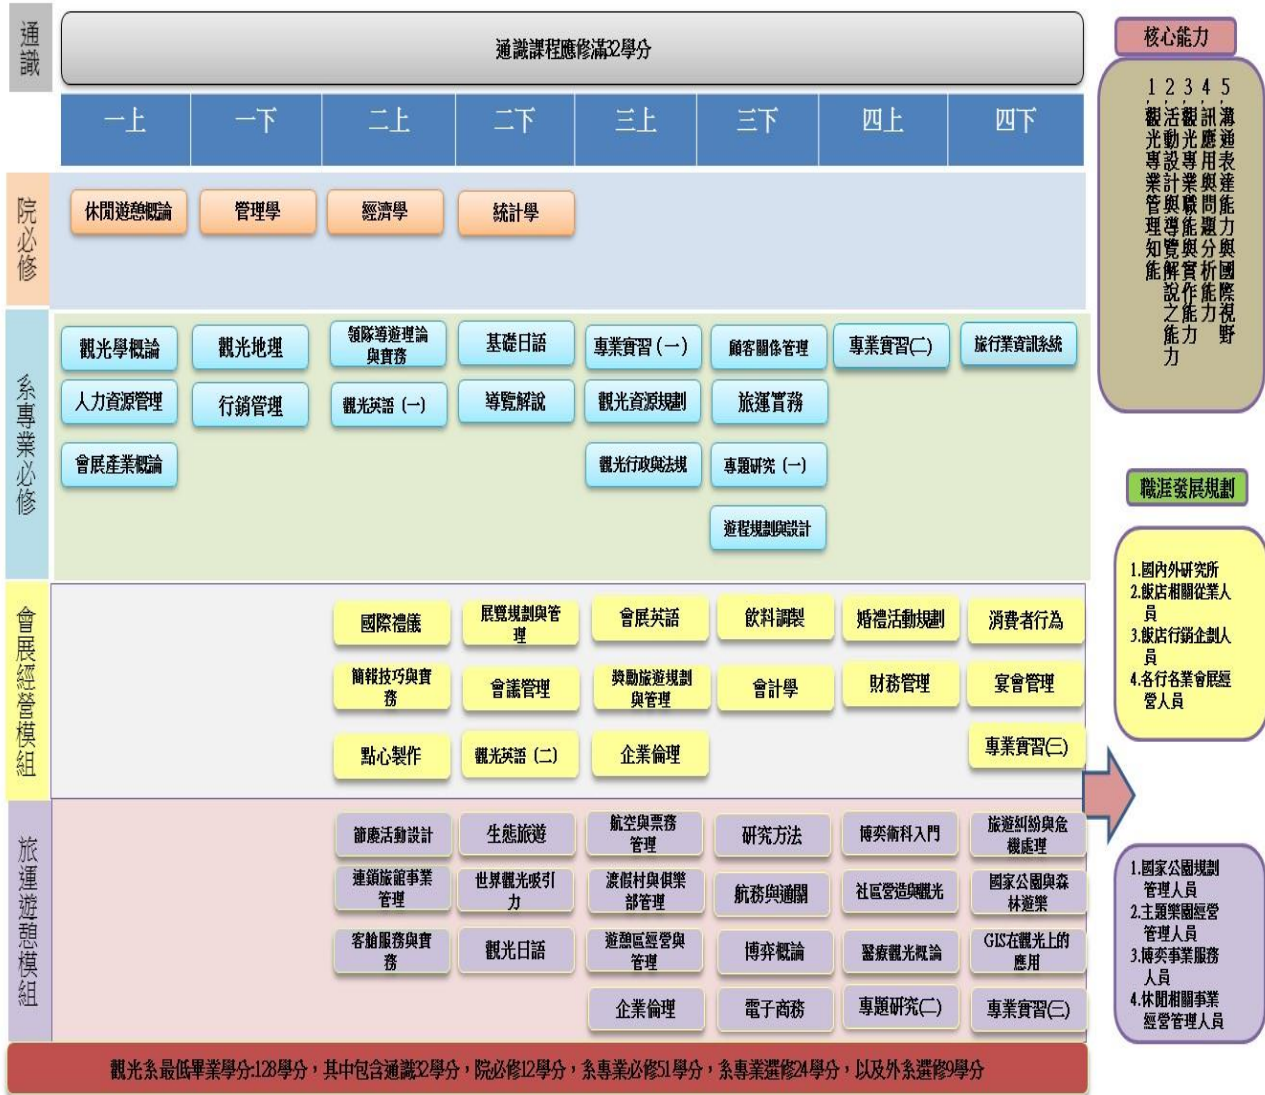 通識
通識課程應修滿32學分
一上
一下
二上
二下
三上
三下
四上
四下
院必修
休閒遊憩概論
管理學
經濟學
統計學
系專業必修
觀光學概論
觀光地理
領隊導遊理論
與實務
基礎日語
專業實習(一)
顧客關係管理
專業實習(二)
旅行業資訊系統
人力資源管理
行銷管理
觀光英語(一)
導覽解說
觀光資源規劃
旅運實務
會展產業概論
觀光行政與法規
專題研究(一)
遊程規劃與設計
會展經營模組
國際禮儀
展覽規劃與管
理
會展英語
飲料調製
婚禮活動規劃
消費者行為
簡報技巧與實
務
會議管理
獎勵旅遊規劃
與管理
會計學
財務管理
宴會管理
點心製作
觀光英語(二)
企業倫理
專業實習(三)
旅運遊憩模組
節慶活動設計
生態旅遊
航空與票務
管理
研究方法
博奕術科入門
旅遊糾紛與危
機處理
連鎖旅館事業
管理
世界觀光吸引
力
渡假村與俱樂
部管理
航務與通關
社區營造與觀光
國家公園與森
林遊樂
客艙服務與實
務
觀光日語
遊憩區經營與
管理
博弈概論
醫療觀光概論
GIS在觀光上的
應用
企業倫理
電子商務
專題研究(二)
專業實習(三)
觀光系最低畢業學分:128學分，其中包含通識32學分，院必修12學分，系專業必修51學分，系專業選修24學分，以及外系選修9學分
核心能力
1.觀光專業管理知能
2.活動設計與導覽解說之能力
3.觀光專業職能與實作能力
4.訊應用與問題分析能力
5.溝通表達能力與國際視野
職涯發展規劃
1.國內外研究所
2.飯店相關從業人
員
3.飯店行銷企劃人
員
4.各行各業會展經
營人員
1.國家公園規劃
管理人員
2.主題樂園經營
管理人員
3.博奕事業服務
人員
4.休閒相關事業
經營管理人員